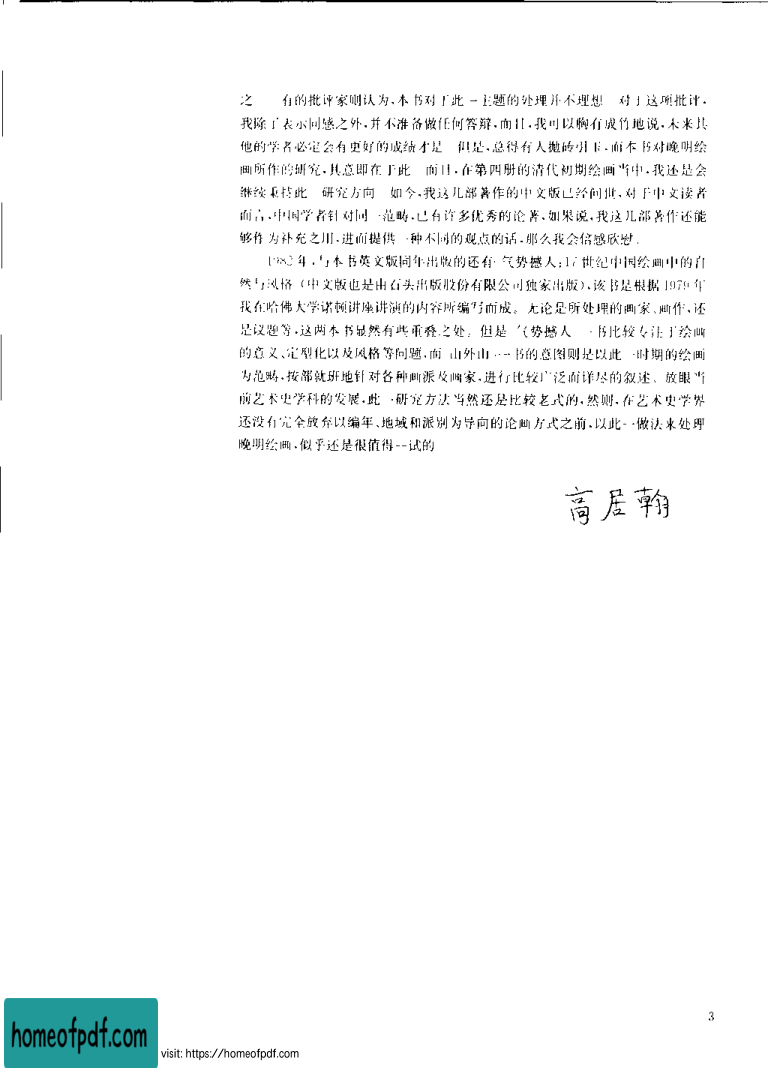 之 有的批评家则认为,本书对于此一主题的处理并不理想 对于这项批评,
我除了表示同感之外,并不准备做任何答辩,而且,我可以胸有成竹地说,未来其
他的学者必定会有更好的成绩才是 但是,总得有人抛砖引玉,而本书对晚明绘
画所作的研究,其意即在于此 而且,在第四册的清代初期绘画当中,我还是会
继续秉持此 研究方向 如今,我这几部著作的中文版已经问世,对于中文读者
而言,中国学者针对同一范畴,已有许多优秀的论著,如果说,我这几部著作还能
够作为补充之用,进而提供一种不同的观点的话,那么我会倍感欣慰.
1982年,与本书英文版同年出版的还有 气势撼人:17世纪中国绘画中的自
然与风格(中文版也是由石头出版股份有限公司独家出版),该书是根据1979年
我在哈佛大学诺顿讲座讲演的内容所编写而成。无论是所处理的画家、画作,还
是议题等,这两本书显然有些重叠之处。但是 气势撼人 一书比较专注于绘画
的意义、定型化以及风格等问题,而 山外山 一书的意图则是以此一时期的绘画
为范畴,按部就班地针对各种画派及画家,进行比较广泛而详尽的叙述。放眼当
前艺术史学科的发展,此一研究方法当然还是比较老式的,然则,在艺术史学界
还没有完全放弃以编年、地域和派别为导向的论画方式之前,以此一做法来处理
晚明绘画,似乎还是很值得一试的
高居翰
3
homeofpdf.com
visit: https://homeofpdf.com